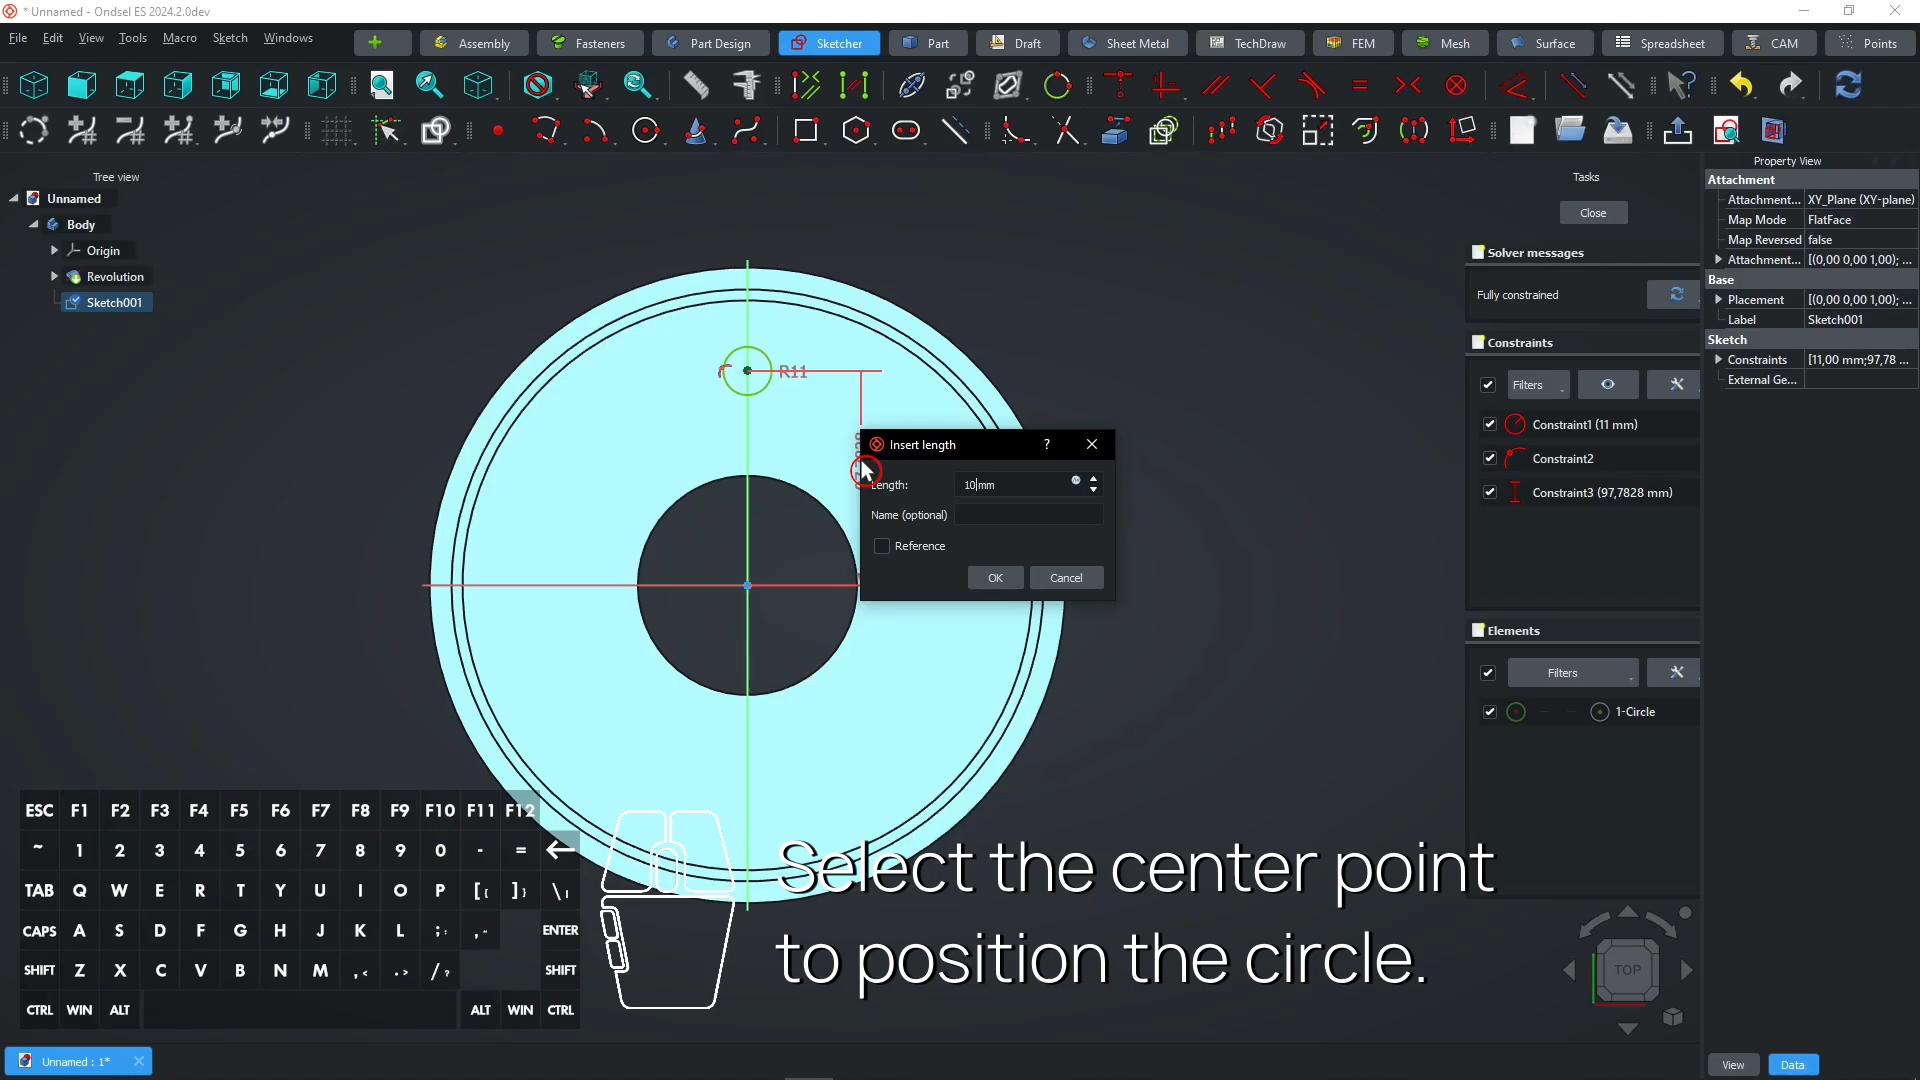 * Unnamed - Ondsel ES 2024.2.0dev
File Edit View Tools Macro Sketch Windows
Assembly Fasteners Part Design Sketcher Part Draft Sheet Metal TechDraw FEM Mesh Surface Spreadsheet CAM Points
Tree view
Unnamed
Body
Origin
Revolution
Sketch001
R11
Insert length ?
Length: 10 mm
Name (optional)
Reference
OK Cancel
Tasks
Close
Solver messages
Fully constrained
Constraints
Filters
Constraint1 (11 mm)
Constraint2
Constraint3 (97,7828 mm)
Elements
Filters
1-Circle
Property View
Attachment
Attachment... XY_Plane (XY-plane)
Map Mode FlatFace
Map Reversed false
Attachment... [(0,00 0,00 1,00); ...
Base
Placement [(0,00 0,00 1,00); ...
Label Sketch001
Sketch
Constraints [11,00 mm;97,78 ...
External Ge...
ESC F1 F2 F3 F4 F5 F6 F7 F8 F9 F10 F11 F12
~ 1 2 3 4 5 6 7 8 9 0 - = ←
TAB Q W E R T Y U I O P [{ ]} \|
CAPS A S D F G H J K L ;: ,“ ENTER
SHIFT Z X C V B N M ,< .> /? SHIFT
CTRL WIN ALT ALT WIN CTRL
Select the center point
to position the circle.
TOP
Unnamed : 1*
View Data